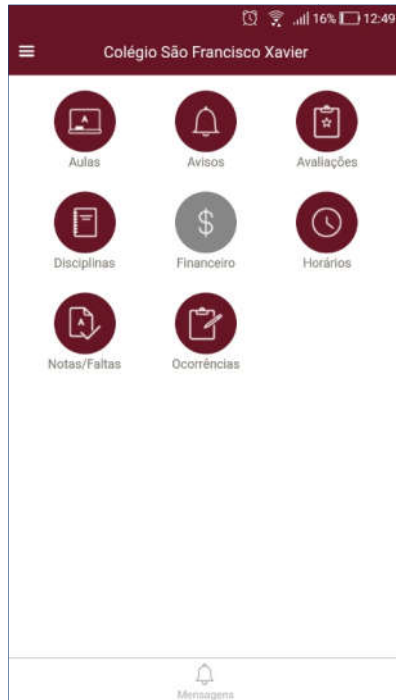 16% 12:49
Colégio São Francisco Xavier
Aulas Avisos Avaliações
Disciplinas Financeiro Horários
Notas/Faltas Ocorrências
Mensagens